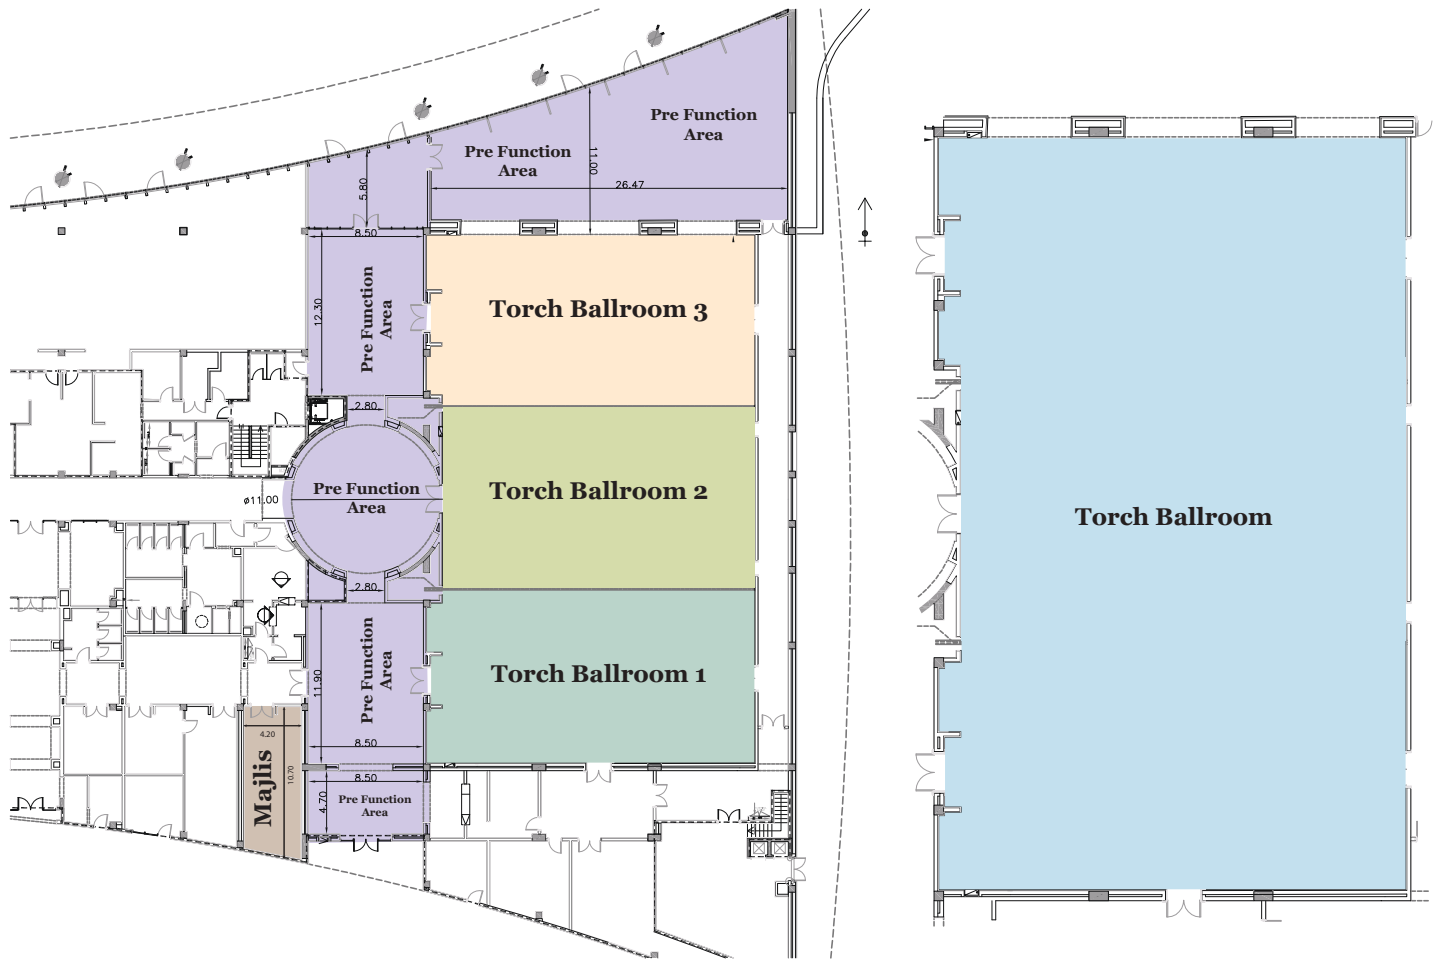 Pre Function
Area
Pre Function
Area
11.00
26.47
5.80
8.50
12.30
Pre Function
Area
Torch Ballroom 3
2.80
Pre Function
Area
ø11.00
Torch Ballroom 2
2.80
11.90
Pre Function
Area
Torch Ballroom 1
8.50
4.20
10.70
Majlis
8.50
4.70
Pre Function
Area
Torch Ballroom